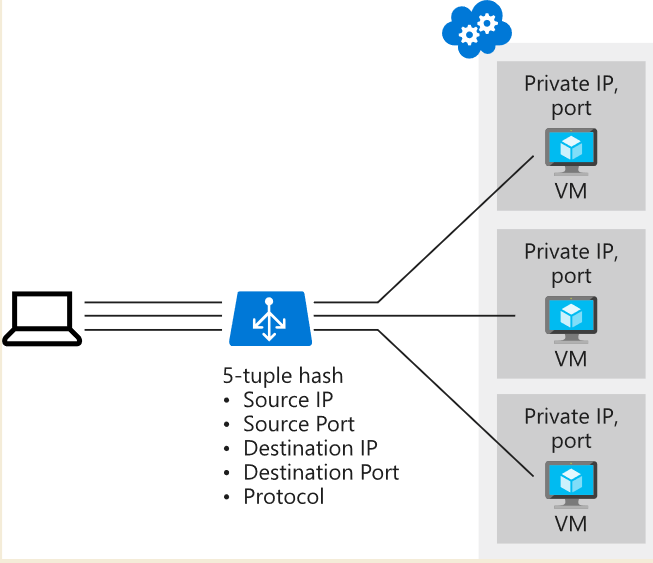 Private IP,
port
VM
Private IP,
port
VM
5-tuple hash
• Source IP
• Source Port
• Destination IP
• Destination Port
• Protocol
Private IP,
port
VM